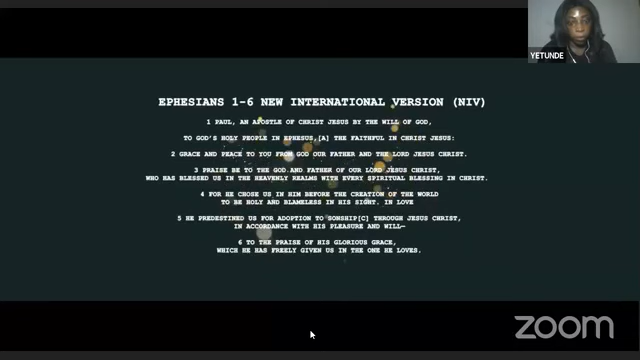 YETUNDE
EPHESIANS 1-6 NEW INTERNATIONAL VERSION (NIV)
1 PAUL, AN APOSTLE OF CHRIST JESUS BY THE WILL OF GOD,
TO GOD'S HOLY PEOPLE IN EPHESUS,[A] THE FAITHFUL IN CHRIST JESUS:
2 GRACE AND PEACE TO YOU FROM GOD OUR FATHER AND THE LORD JESUS CHRIST.
3 PRAISE BE TO THE GOD AND FATHER OF OUR LORD JESUS CHRIST,
WHO HAS BLESSED US IN THE HEAVENLY REALMS WITH EVERY SPIRITUAL BLESSING IN CHRIST.
4 FOR HE CHOSE US IN HIM BEFORE THE CREATION OF THE WORLD
TO BE HOLY AND BLAMELESS IN HIS SIGHT. IN LOVE
5 HE PREDESTINED US FOR ADOPTION TO SONSHIP[C] THROUGH JESUS CHRIST,
IN ACCORDANCE WITH HIS PLEASURE AND WILL—
6 TO THE PRAISE OF HIS GLORIOUS GRACE,
WHICH HE HAS FREELY GIVEN US IN THE ONE HE LOVES.
zoom